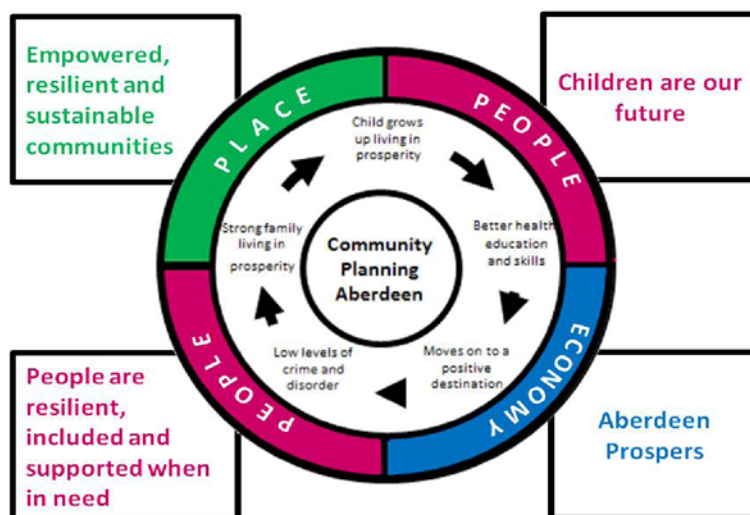 Empowered,
resilient and
sustainable
communities
Children are our
future
PLACE
PEOPLE
Child grows
up living in
prosperity
Strong family
living in
prosperity
Better health
education
and skills
Community
Planning
Aberdeen
Low levels of
crime and
disorder
Moves on to a
positive
destination
PEOPLE
ECONOMY
People are
resilient,
included and
supported when
in need
Aberdeen
Prospers